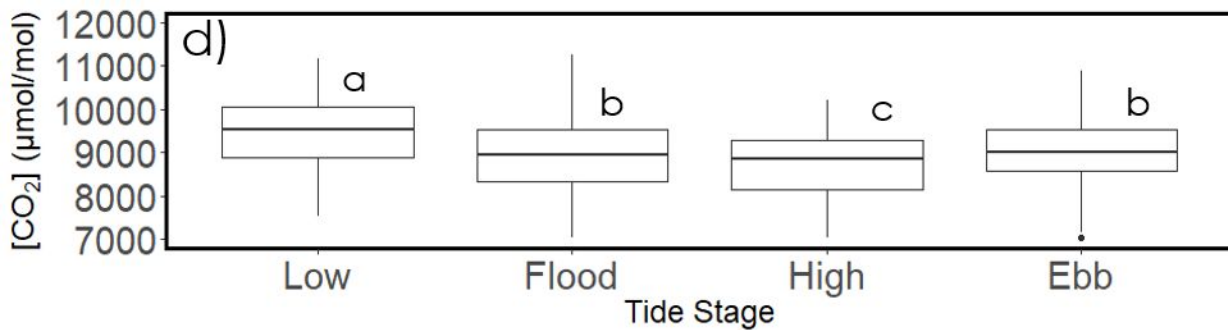 d)
[CO₂] (µmol/mol)
12000
11000
10000
9000
8000
7000
a
b
c
b
Low Flood High Ebb
Tide Stage